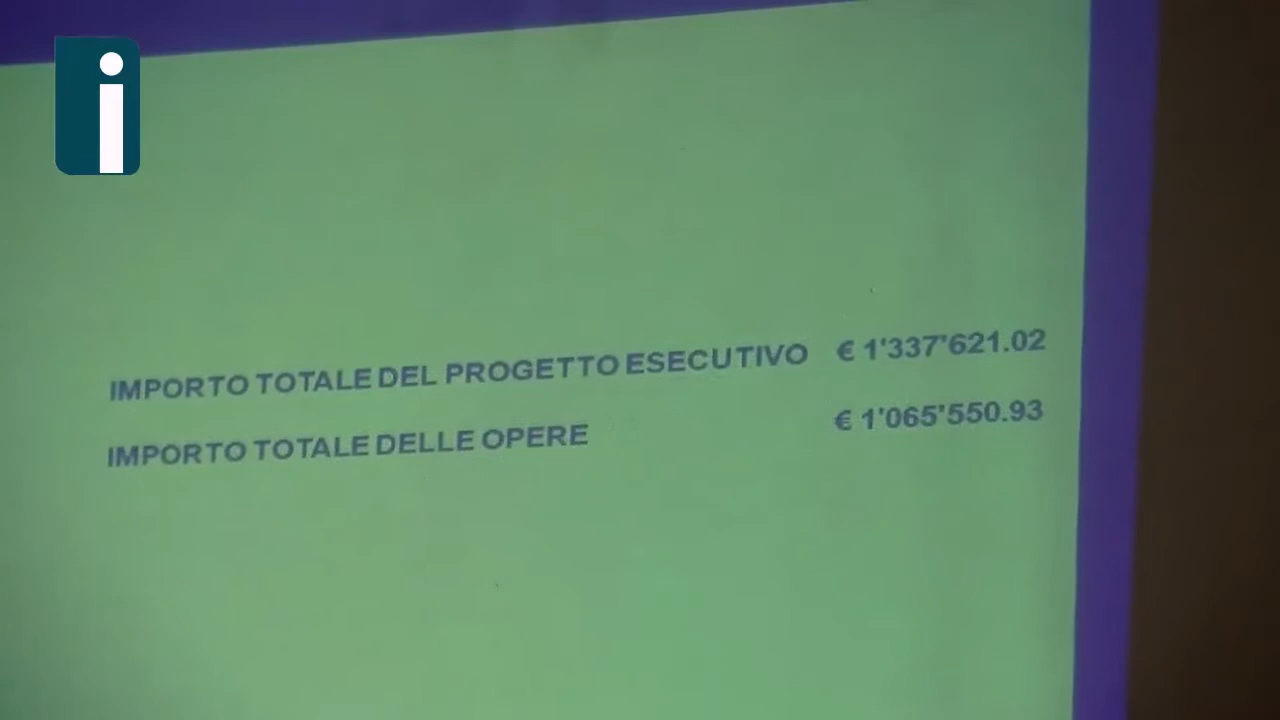 i
IMPORTO TOTALE DEL PROGETTO ESECUTIVO € 1'337'621.02
IMPORTO TOTALE DELLE OPERE € 1'065'550.93